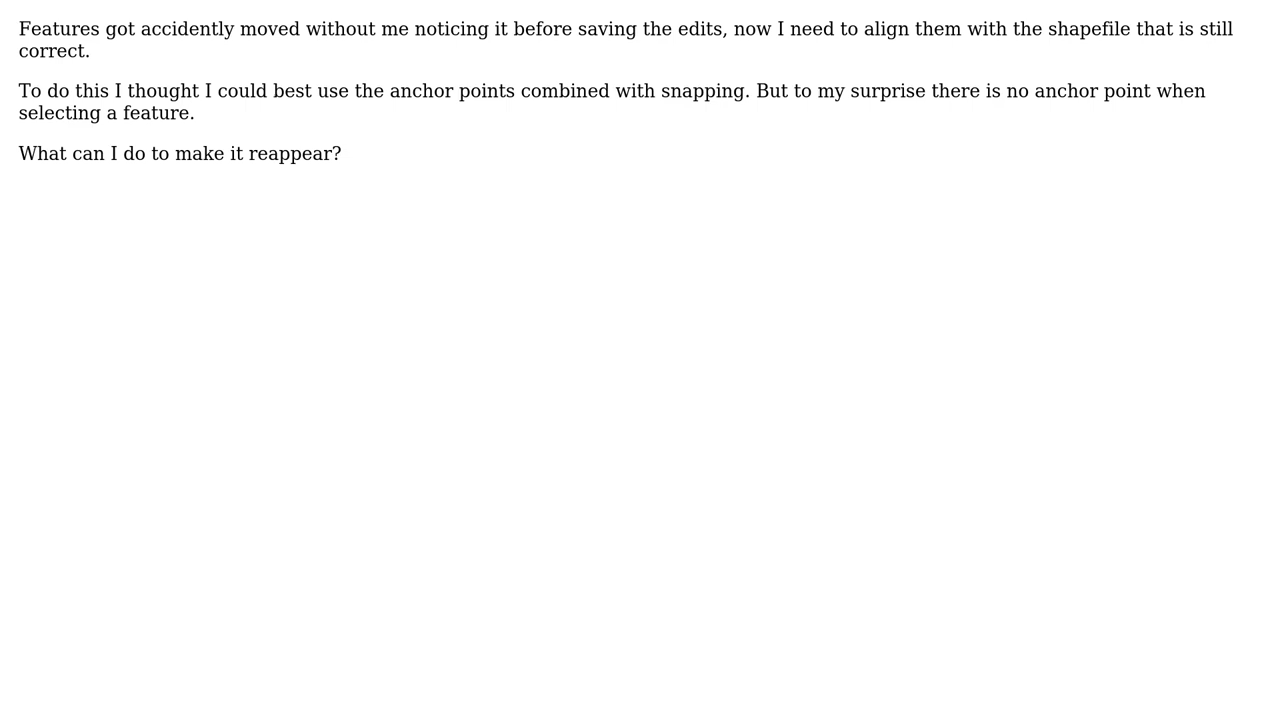 Features got accidently moved without me noticing it before saving the edits, now I need to align them with the shapefile that is still
correct.
To do this I thought I could best use the anchor points combined with snapping. But to my surprise there is no anchor point when
selecting a feature.
What can I do to make it reappear?